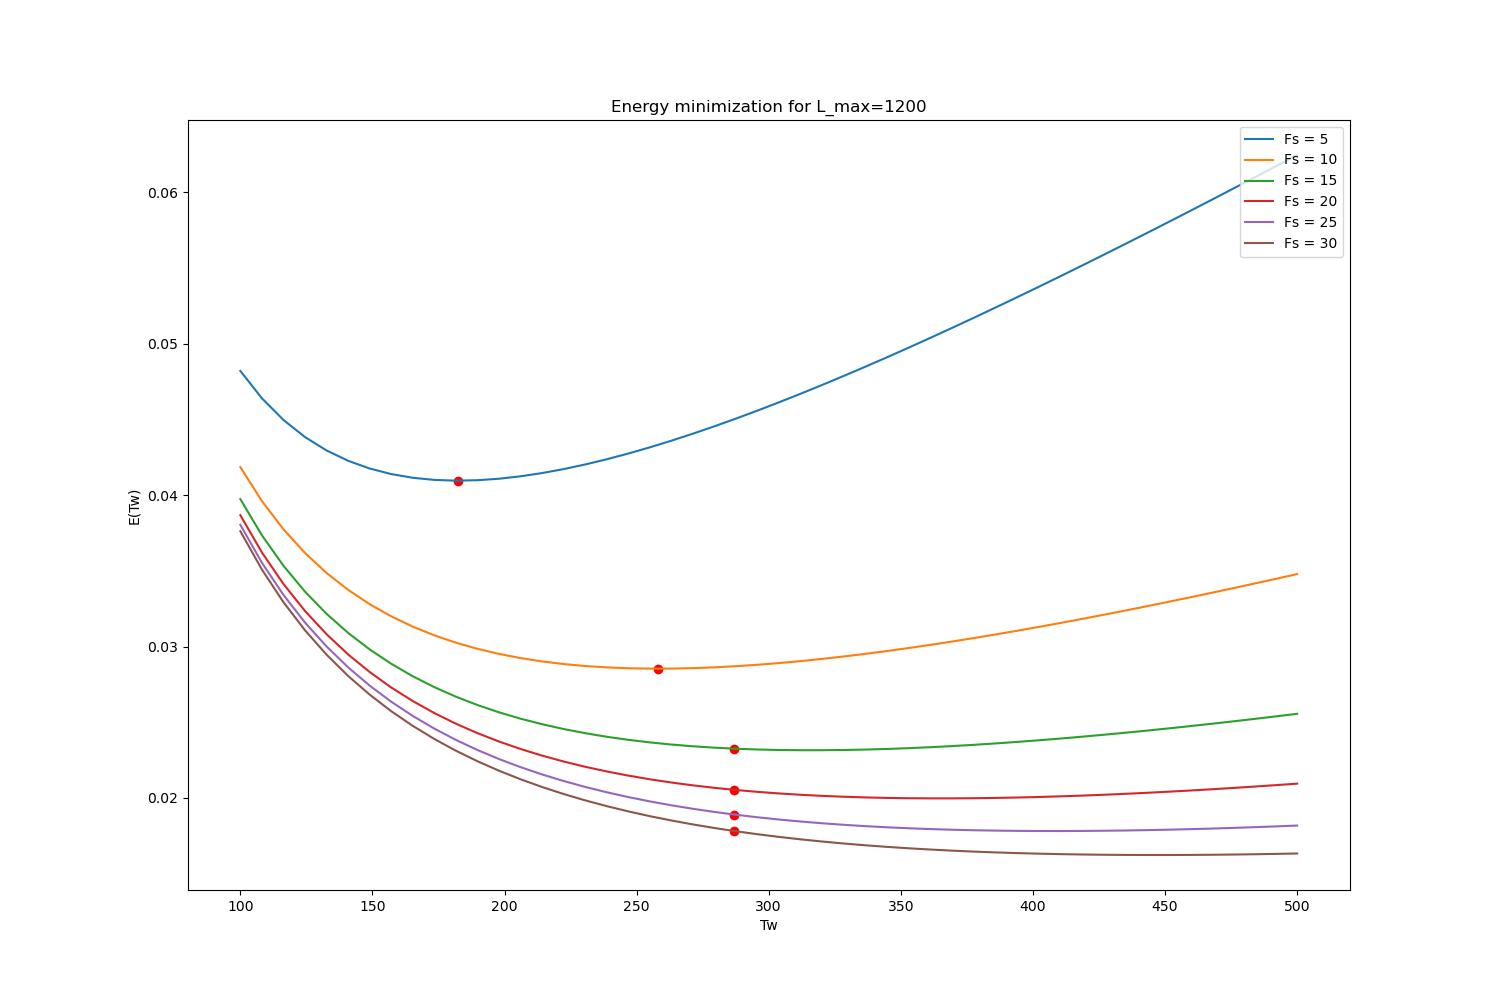 Energy minimization for L_max=1200
Fs = 5
Fs = 10
Fs = 15
Fs = 20
Fs = 25
Fs = 30
0.06
0.05
0.04
0.03
0.02
E(Tw)
100 150 200 250 300 350 400 450 500
Tw